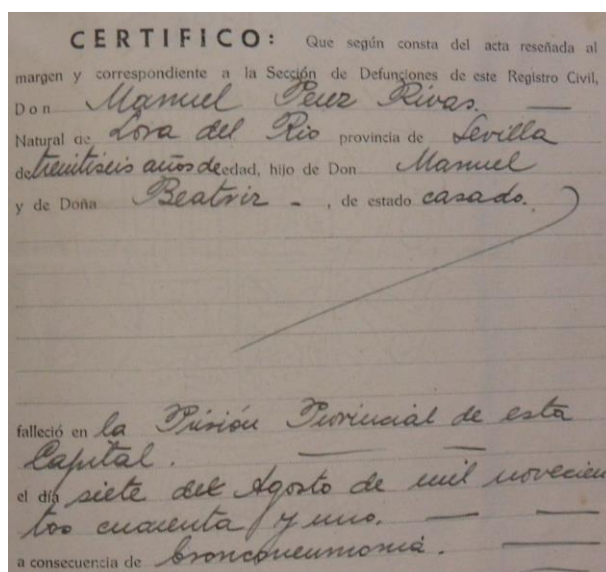 CERTIFICO: Que según consta del acta reseñada al
margen y correspondiente a la Sección de Defunciones de este Registro Civil,
Don Manuel Perez Rivas.
Natural de Lora del Rio provincia de Sevilla
de treintiseis años de edad, hijo de Don Manuel
y de Doña Beatriz - , de estado casado.
falleció en la Prisión Provincial de esta
Capital.
el día siete del Agosto de mil novecien
tos cuarenta y uno.
a consecuencia de bronconeumonia.